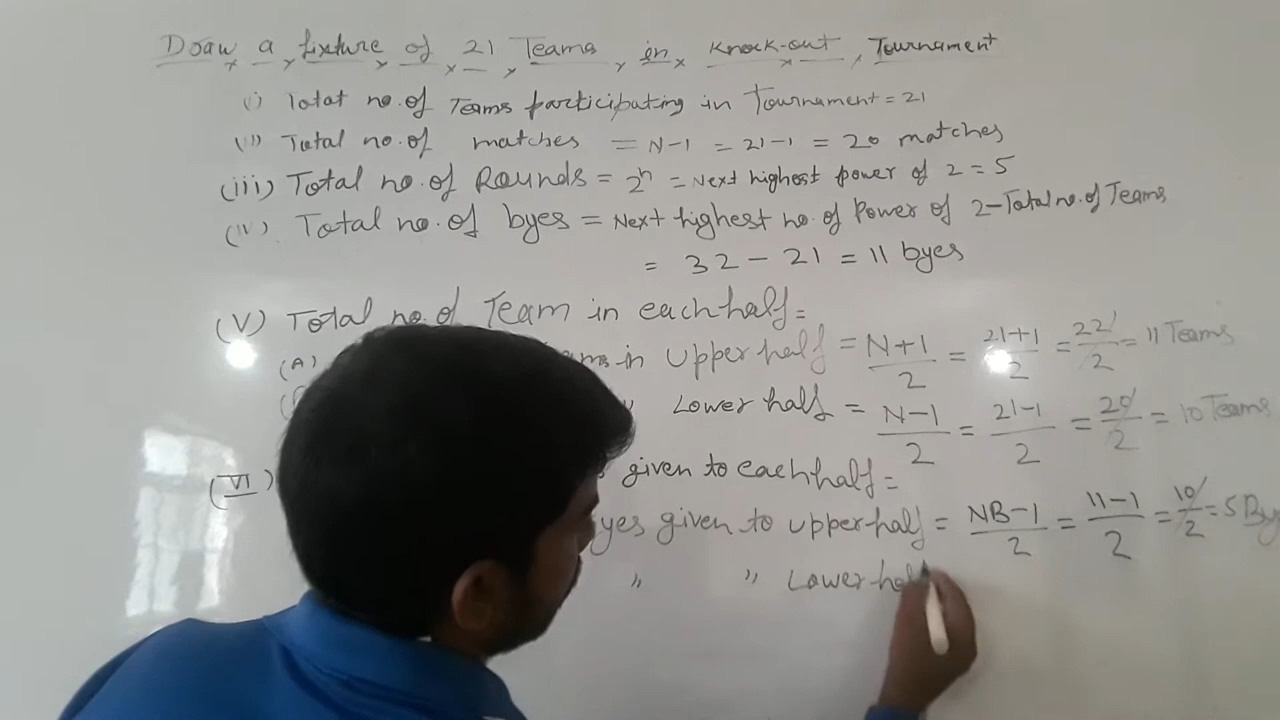 Draw a fixture of 21 Teams in Knock-out Tournament
(i) Total no. of Teams participating in Tournament = 21
(ii) Total no. of matches = N-1 = 21-1 = 20 matches
(iii) Total no. of Rounds = 2ⁿ = Next highest power of 2 = 5
(iv) Total no. of byes = Next highest no. of Power of 2 - Total no. of Teams
= 32 - 21 = 11 byes
(V) Total no. of Team in each half =
(A) in Upper half = N+1/2 = 21+1/2 = 22/2 = 11 Teams
Lower half = N-1/2 = 21-1/2 = 20/2 = 10 Teams
(VI) given to each half =
yes given to upper half = NB-1/2 = 11-1/2 = 10/2 = 5 By
" " Lower hal